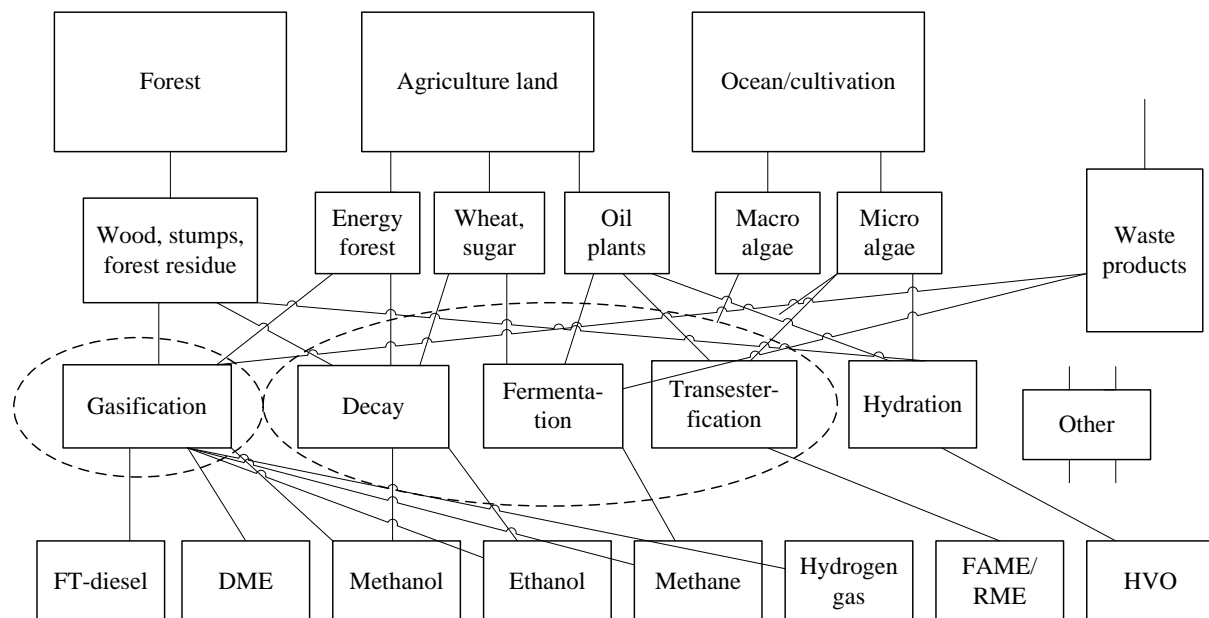 Forest
Agriculture land
Ocean/cultivation
Wood, stumps,
forest residue
Energy
forest
Wheat,
sugar
Oil
plants
Macro
algae
Micro
algae
Waste
products
Gasification
Decay
Fermenta-
tion
Transester-
fication
Hydration
Other
FT-diesel
DME
Methanol
Ethanol
Methane
Hydrogen
gas
FAME/
RME
HVO